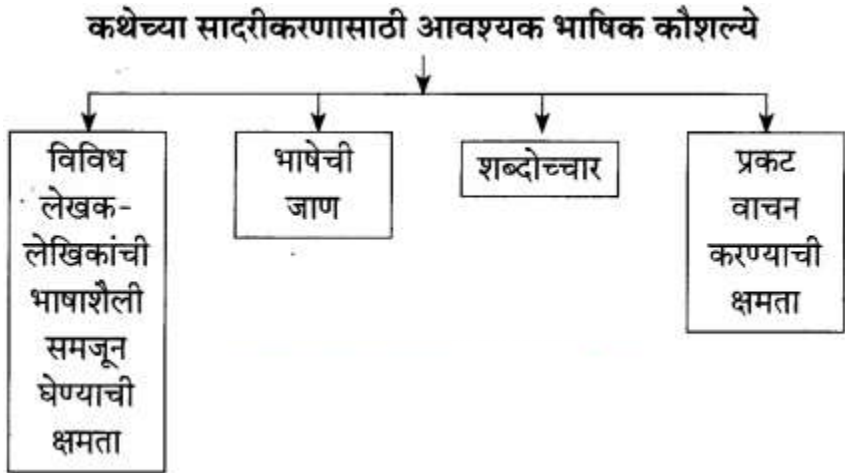 कथेच्या सादरीकरणासाठी आवश्यक भाषिक कौशल्ये
विविध
लेखक-
लेखिकांची
भाषाशैली
समजून
घेण्याची
क्षमता
भाषेची
जाण
शब्दोच्चार
प्रकट
वाचन
करण्याची
क्षमता